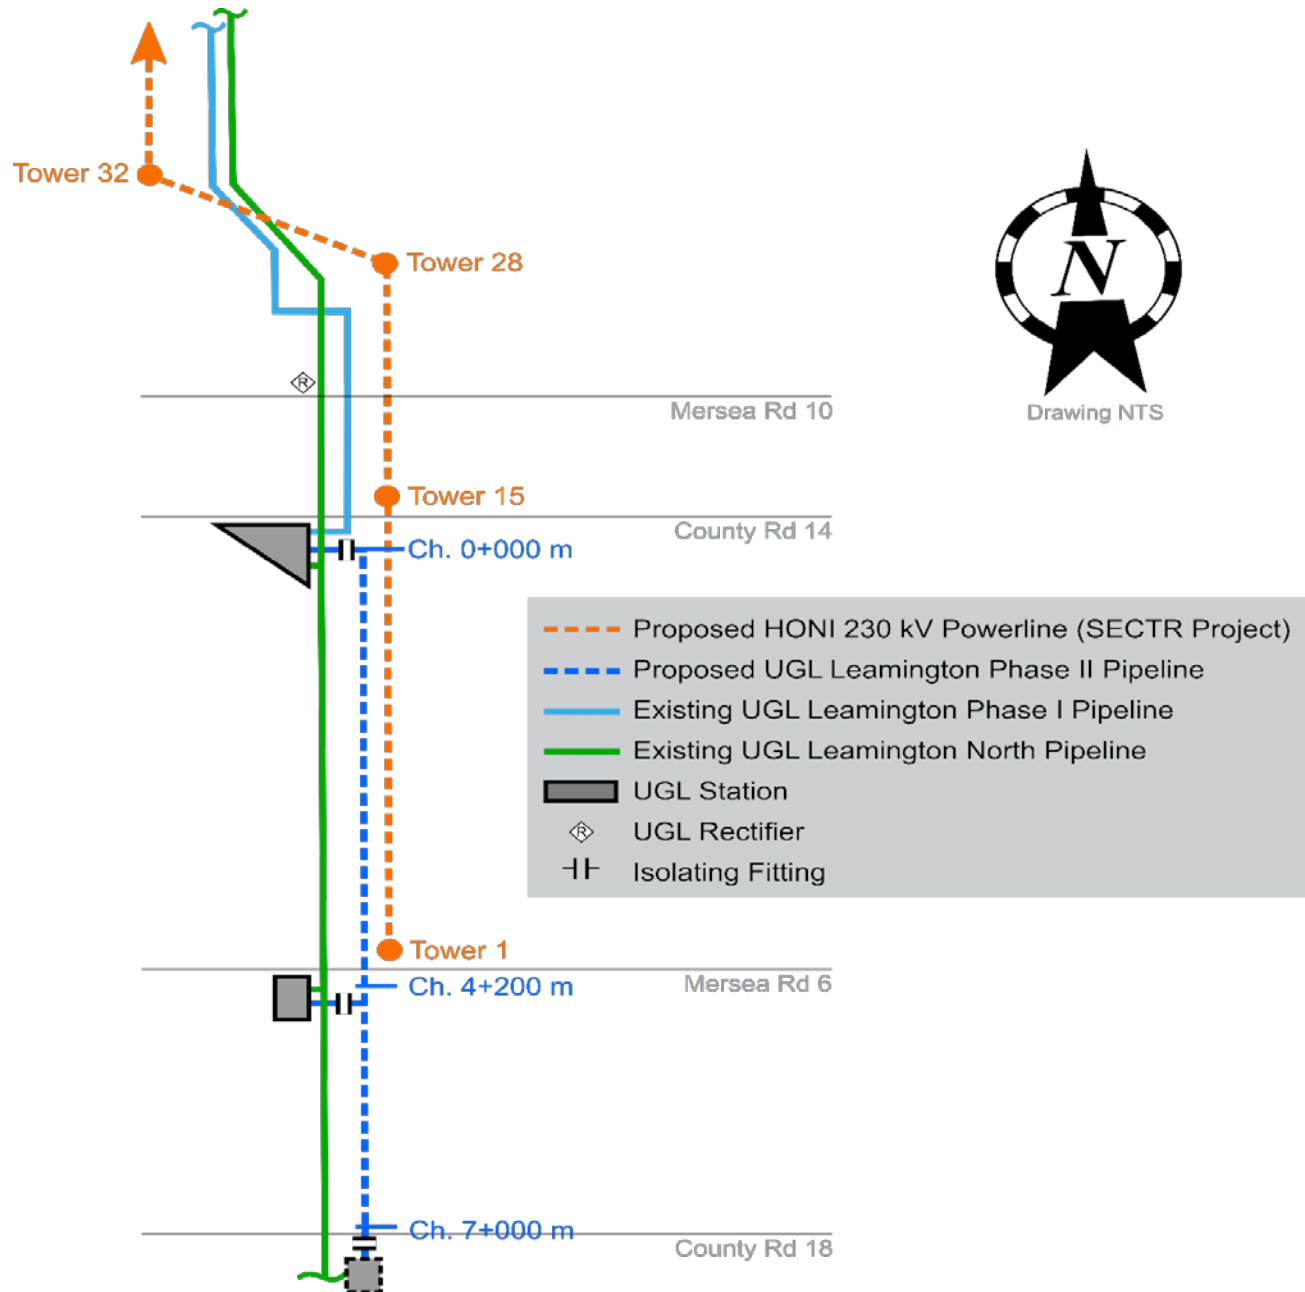 Tower 32
Tower 28
N
R
Mersea Rd 10
Drawing NTS
Tower 15
County Rd 14
Ch. 0+000 m
Proposed HONI 230 kV Powerline (SECTR Project)
Proposed UGL Leamington Phase II Pipeline
Existing UGL Leamington Phase I Pipeline
Existing UGL Leamington North Pipeline
UGL Station
R UGL Rectifier
Isolating Fitting
Tower 1
Mersea Rd 6
Ch. 4+200 m
Ch. 7+000 m
County Rd 18